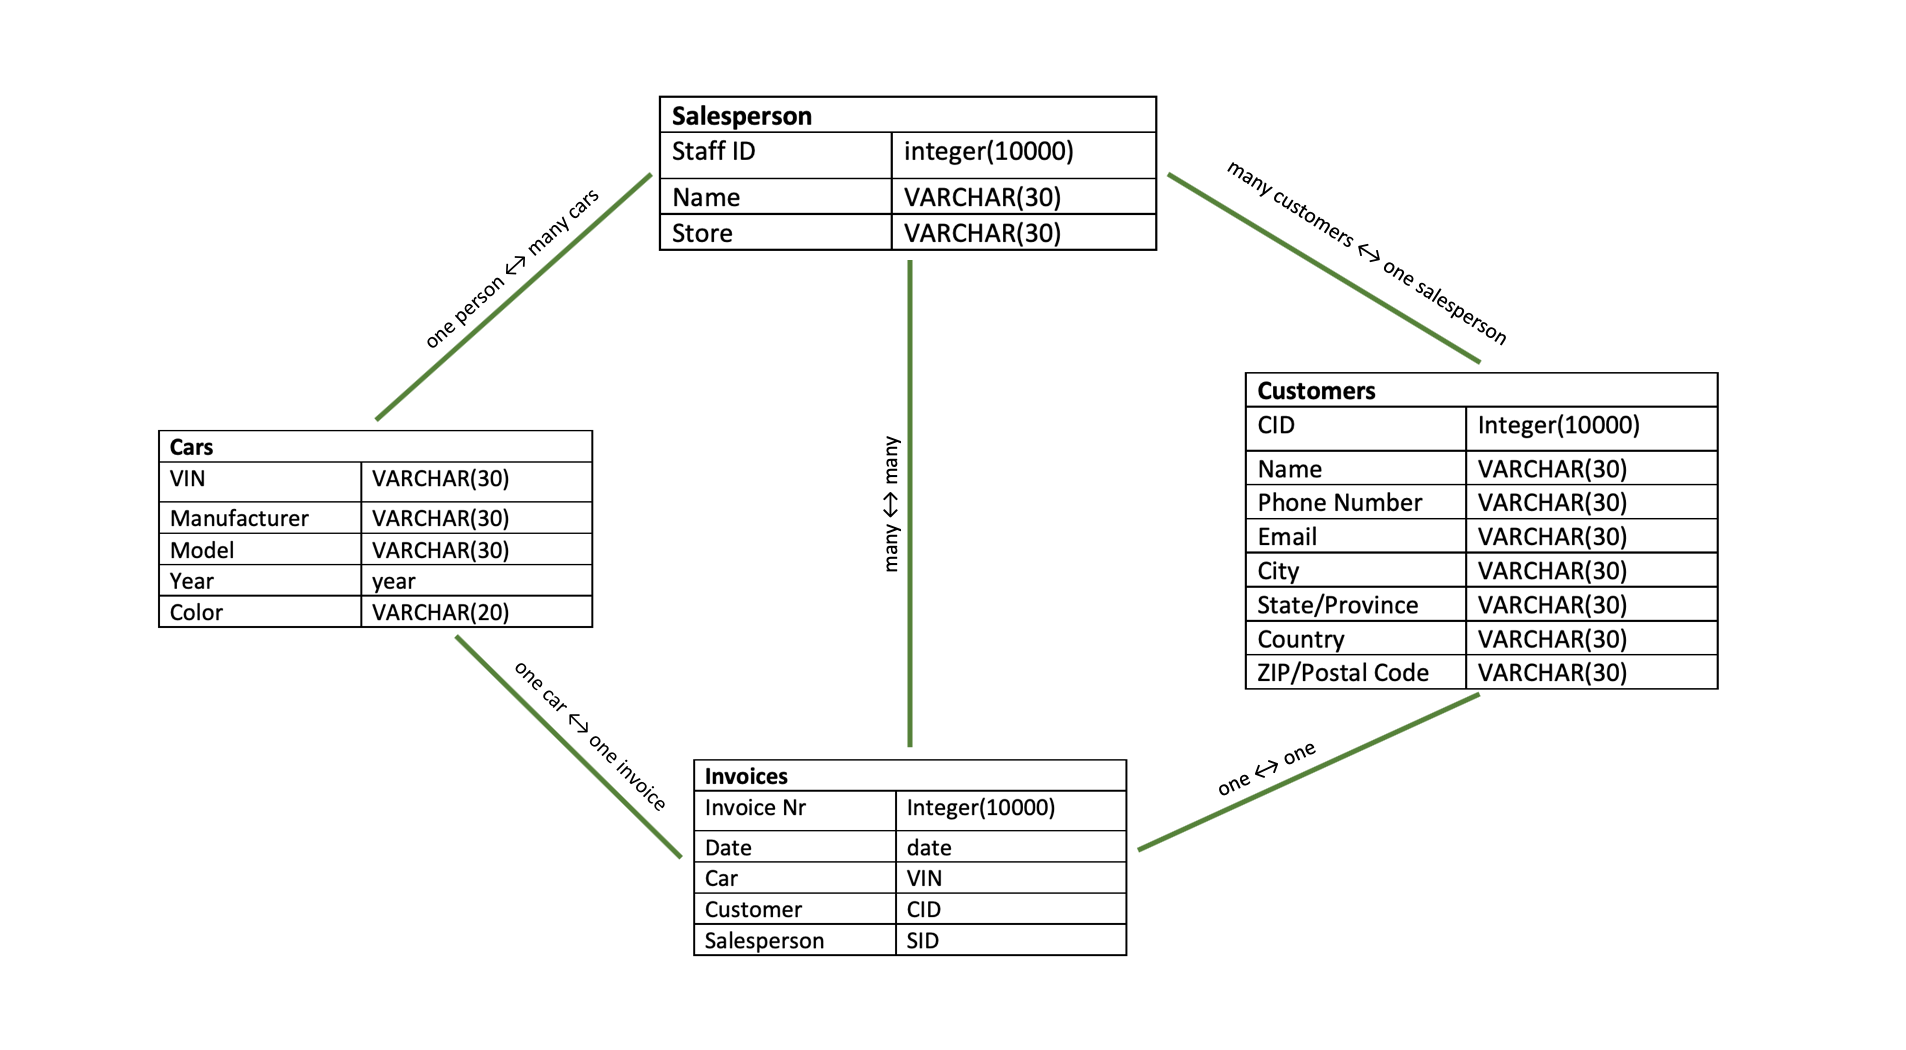 Salesperson
Staff ID integer(10000)
Name VARCHAR(30)
Store VARCHAR(30)
one person ↔ many cars
many customers ↔ one salesperson
many ↔ many
Cars
VIN VARCHAR(30)
Manufacturer VARCHAR(30)
Model VARCHAR(30)
Year year
Color VARCHAR(20)
Customers
CID Integer(10000)
Name VARCHAR(30)
Phone Number VARCHAR(30)
Email VARCHAR(30)
City VARCHAR(30)
State/Province VARCHAR(30)
Country VARCHAR(30)
ZIP/Postal Code VARCHAR(30)
one car ↔ one invoice
one ↔ one
Invoices
Invoice Nr Integer(10000)
Date date
Car VIN
Customer CID
Salesperson SID